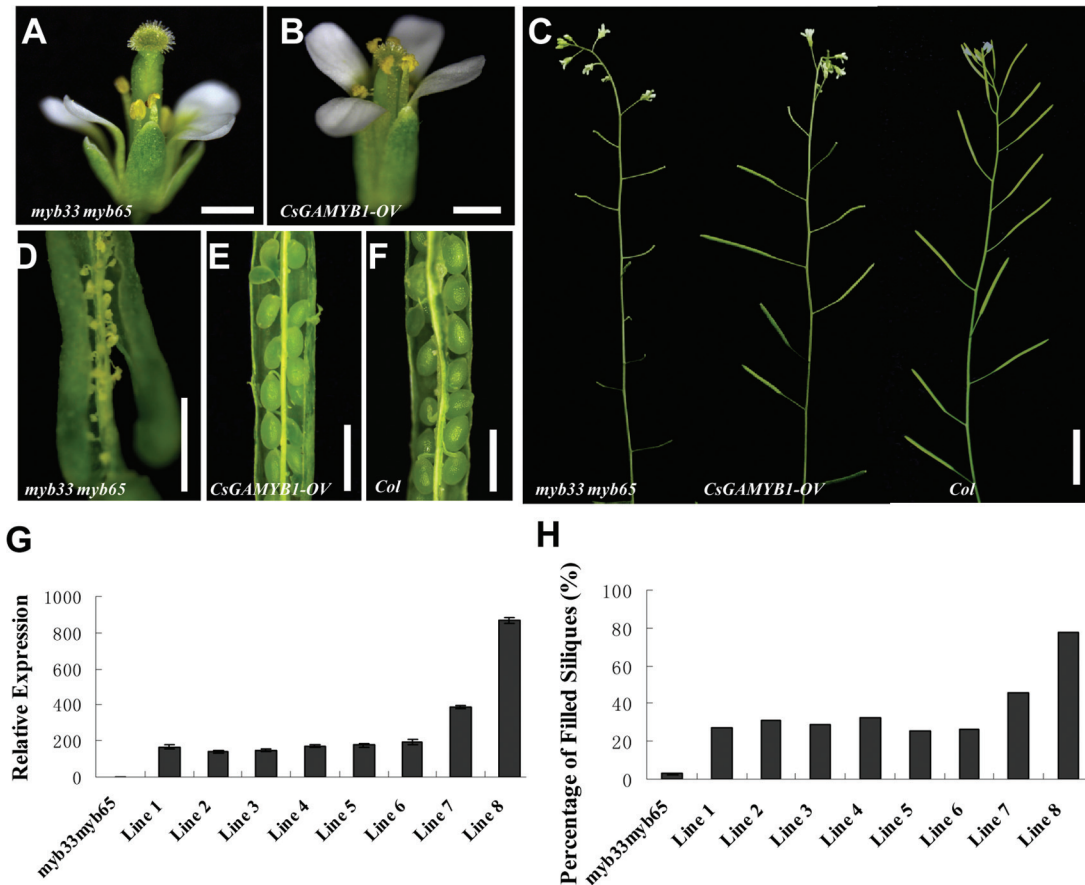 A
myb33 myb65
B
CsGAMYB1-OV
C
myb33 myb65
CsGAMYB1-OV
Col
D
myb33 myb65
E
CsGAMYB1-OV
F
Col
G
Relative Expression
1000
800
600
400
200
0
myb33myb65
Line 1
Line 2
Line 3
Line 4
Line 5
Line 6
Line 7
Line 8
H
Percentage of Filled Siliques (%)
100
80
60
40
20
0
myb33myb65
Line 1
Line 2
Line 3
Line 4
Line 5
Line 6
Line 7
Line 8